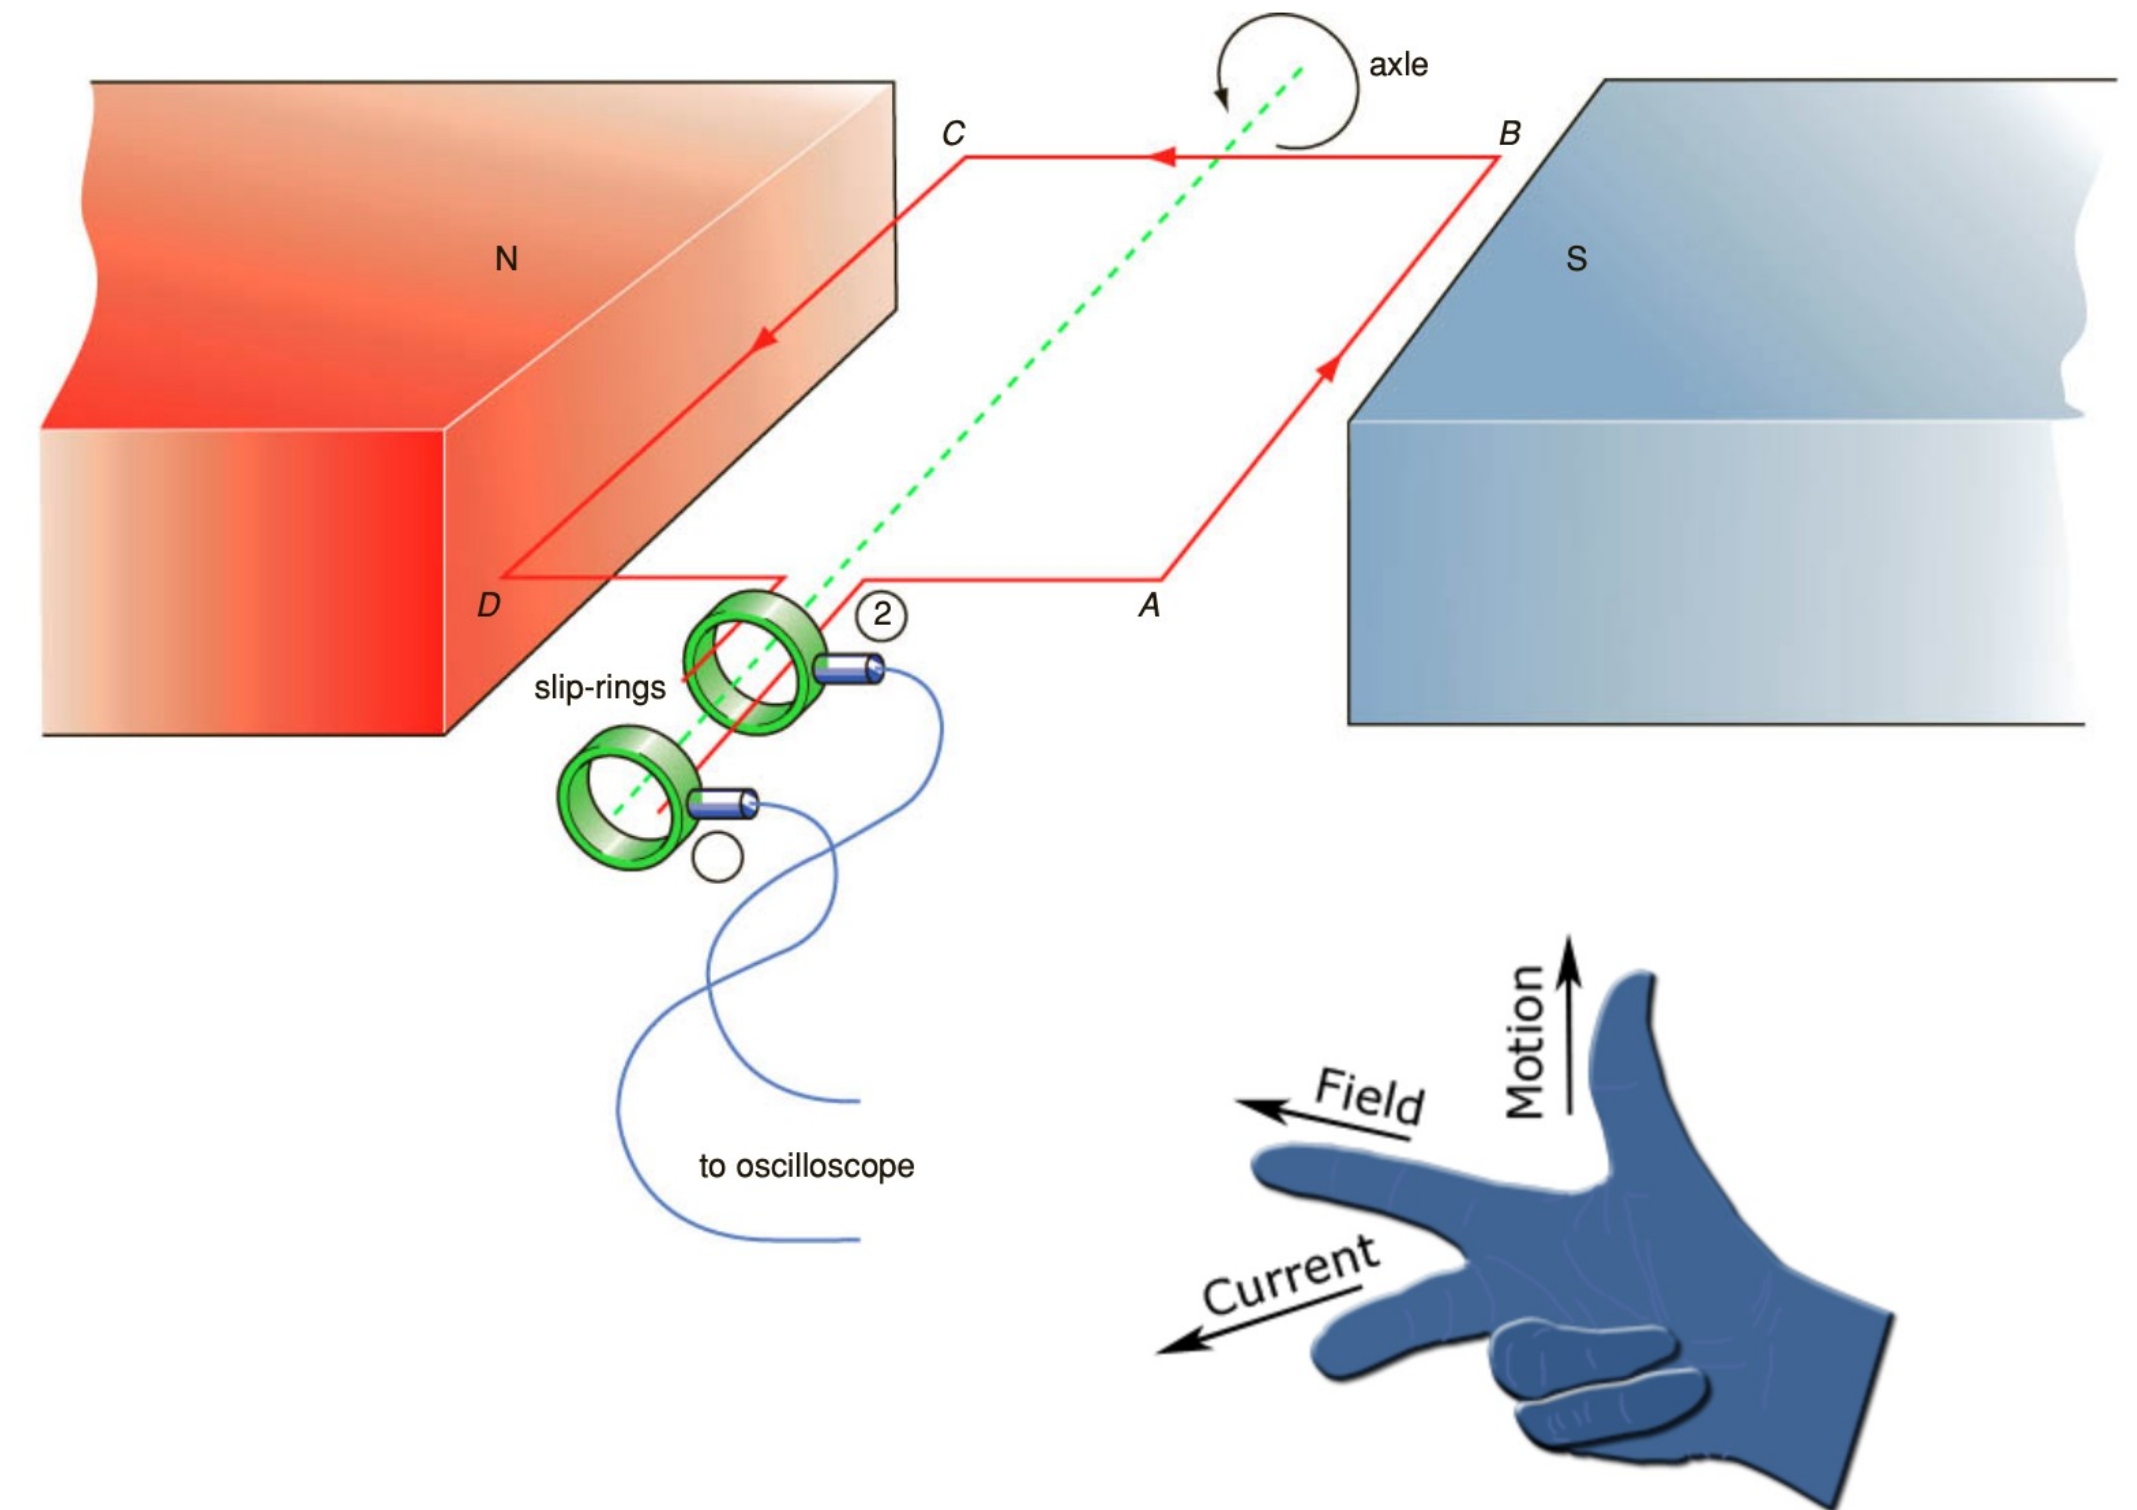 axle
C
B
N
S
D
A
2
slip-rings
to oscilloscope
Motion
Field
Current